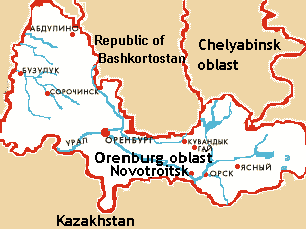 АБДУЛИНО
Republic of
Bashkortostan
Chelyabinsk
oblast
БУЗУЛУК
СОРОЧИНСК
УРАЛ
ОРЕНБУРГ
КУВАНДЫК
ГАЙ
Orenburg oblast
Novotroitsk
ОРСК
ЯСНЫЙ
Kazakhstan